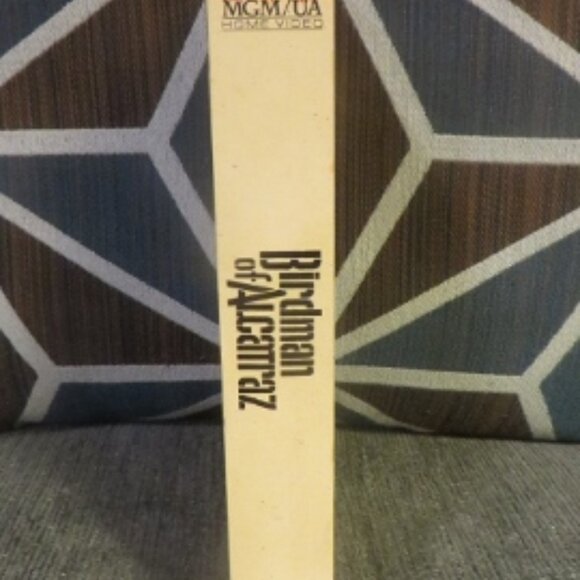 MGM/UA
HOME VIDEO
Birdman
of Alcatraz